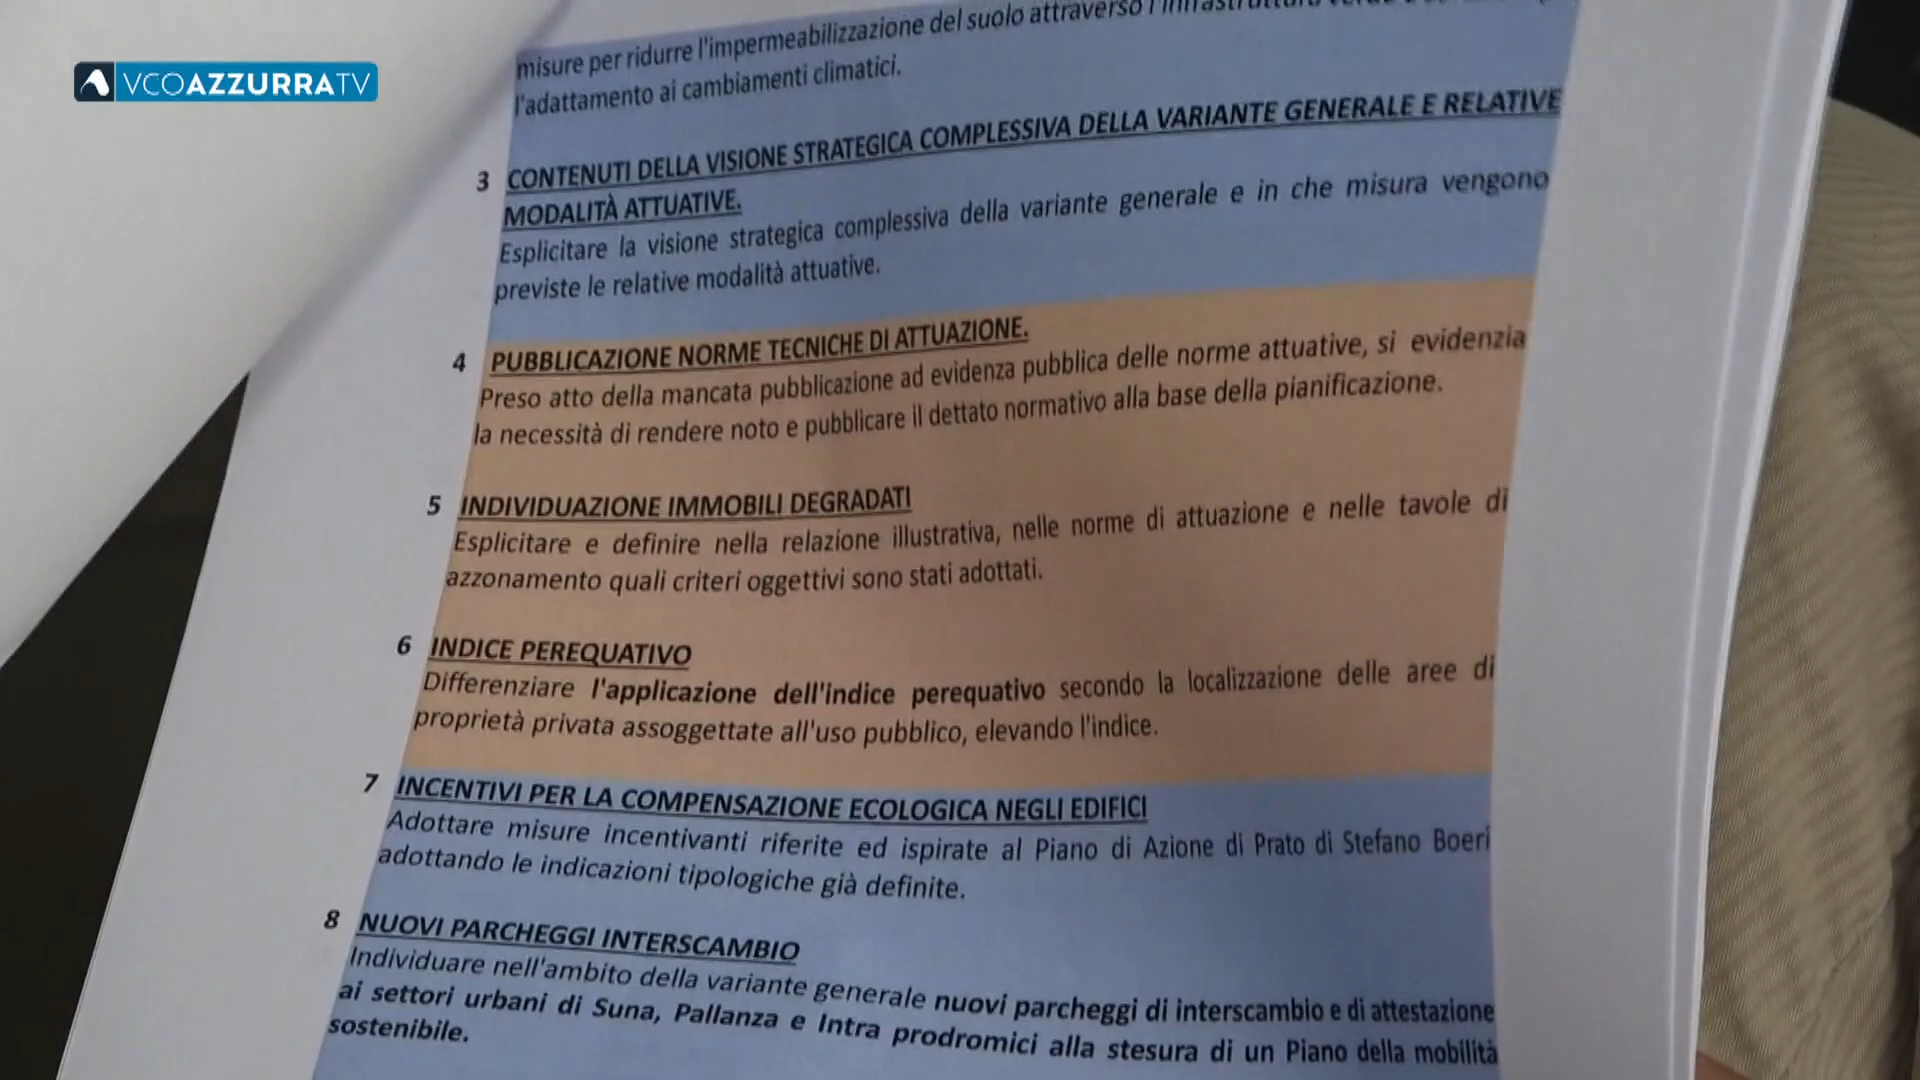 VCOAZZURRATV
misure per ridurre l'impermeabilizzazione del suolo attraverso
l'adattamento ai cambiamenti climatici.
3 CONTENUTI DELLA VISIONE STRATEGICA COMPLESSIVA DELLA VARIANTE GENERALE E RELATIVE
MODALITÀ ATTUATIVE.
Esplicitare la visione strategica complessiva della variante generale e in che misura vengono
previste le relative modalità attuative.
4 PUBBLICAZIONE NORME TECNICHE DI ATTUAZIONE.
Preso atto della mancata pubblicazione ad evidenza pubblica delle norme attuative, si evidenzia
la necessità di rendere noto e pubblicare il dettato normativo alla base della pianificazione.
5 INDIVIDUAZIONE IMMOBILI DEGRADATI
Esplicitare e definire nella relazione illustrativa, nelle norme di attuazione e nelle tavole di
azzonamento quali criteri oggettivi sono stati adottati.
6 INDICE PEREQUATIVO
Differenziare l'applicazione dell'indice perequativo secondo la localizzazione delle aree di
proprietà privata assoggettate all'uso pubblico, elevando l'indice.
7 INCENTIVI PER LA COMPENSAZIONE ECOLOGICA NEGLI EDIFICI
Adottare misure incentivanti riferite ed ispirate al Piano di Azione di Prato di Stefano Boeri
adottando le indicazioni tipologiche già definite.
8 NUOVI PARCHEGGI INTERSCAMBIO
Individuare nell'ambito della variante generale nuovi parcheggi di interscambio e di attestazione
ai settori urbani di Suna, Pallanza e Intra prodromici alla stesura di un Piano della mobilità
sostenibile.